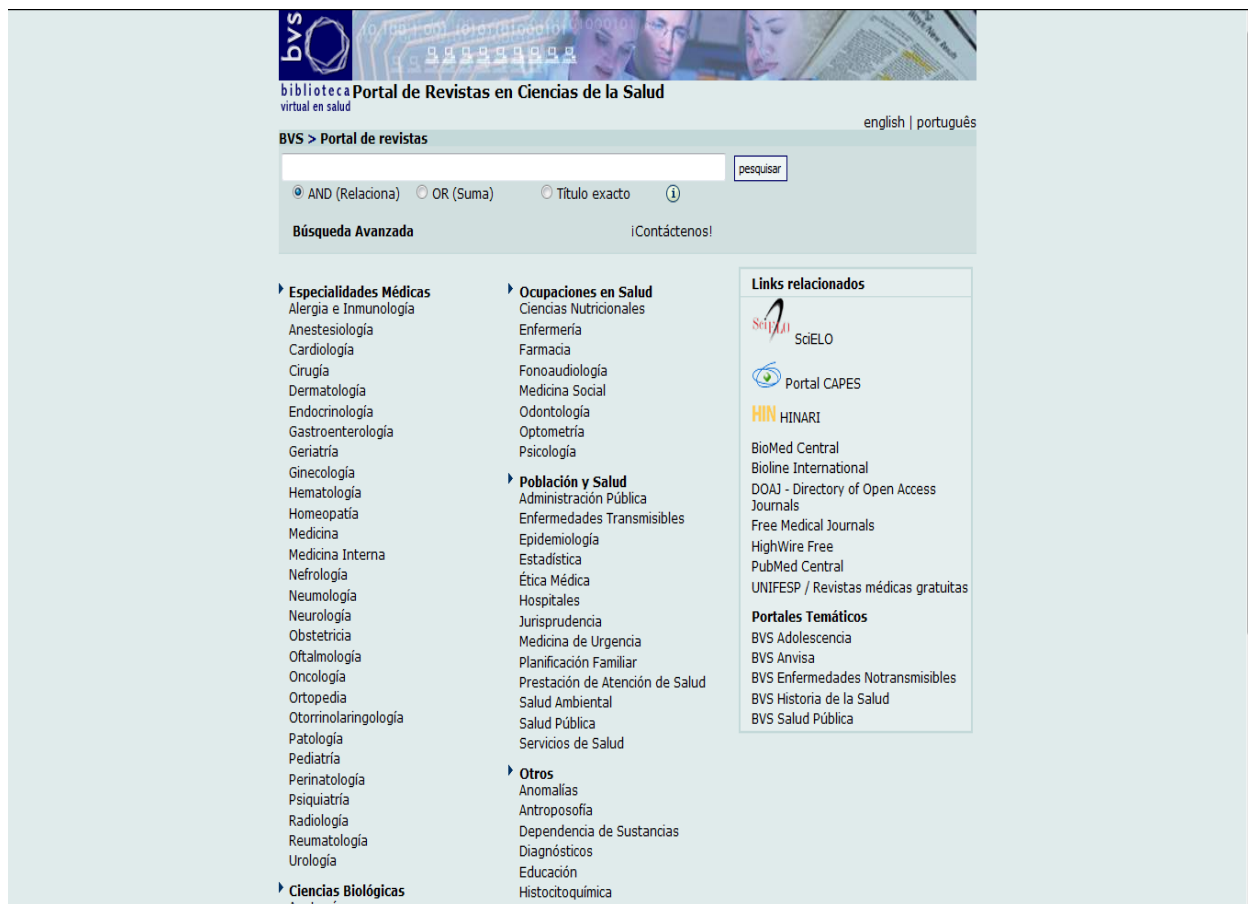 bvs
biblioteca
virtual en salud
Portal de Revistas en Ciencias de la Salud
english | português
BVS > Portal de revistas
pesquisar
AND (Relaciona) OR (Suma) Título exacto i
Búsqueda Avanzada ¡Contáctenos!
Especialidades Médicas
Alergia e Inmunología
Anestesiología
Cardiología
Cirugía
Dermatología
Endocrinología
Gastroenterología
Geriatría
Ginecología
Hematología
Homeopatía
Medicina
Medicina Interna
Nefrología
Neumología
Neurología
Obstetricia
Oftalmología
Oncología
Ortopedia
Otorrinolaringología
Patología
Pediatría
Perinatología
Psiquiatría
Radiología
Reumatología
Urología
Ciencias Biológicas
Ocupaciones en Salud
Ciencias Nutricionales
Enfermería
Farmacia
Fonoaudiología
Medicina Social
Odontología
Optometría
Psicología
Población y Salud
Administración Pública
Enfermedades Transmisibles
Epidemiología
Estadística
Ética Médica
Hospitales
Jurisprudencia
Medicina de Urgencia
Planificación Familiar
Prestación de Atención de Salud
Salud Ambiental
Salud Pública
Servicios de Salud
Otros
Anomalías
Antroposofía
Dependencia de Sustancias
Diagnósticos
Educación
Histocitoquímica
Links relacionados
SciELO
SciELO
Portal CAPES
HIN HINARI
BioMed Central
Bioline International
DOAJ - Directory of Open Access
Journals
Free Medical Journals
HighWire Free
PubMed Central
UNIFESP / Revistas médicas gratuitas
Portales Temáticos
BVS Adolescencia
BVS Anvisa
BVS Enfermedades Notransmisibles
BVS Historia de la Salud
BVS Salud Pública